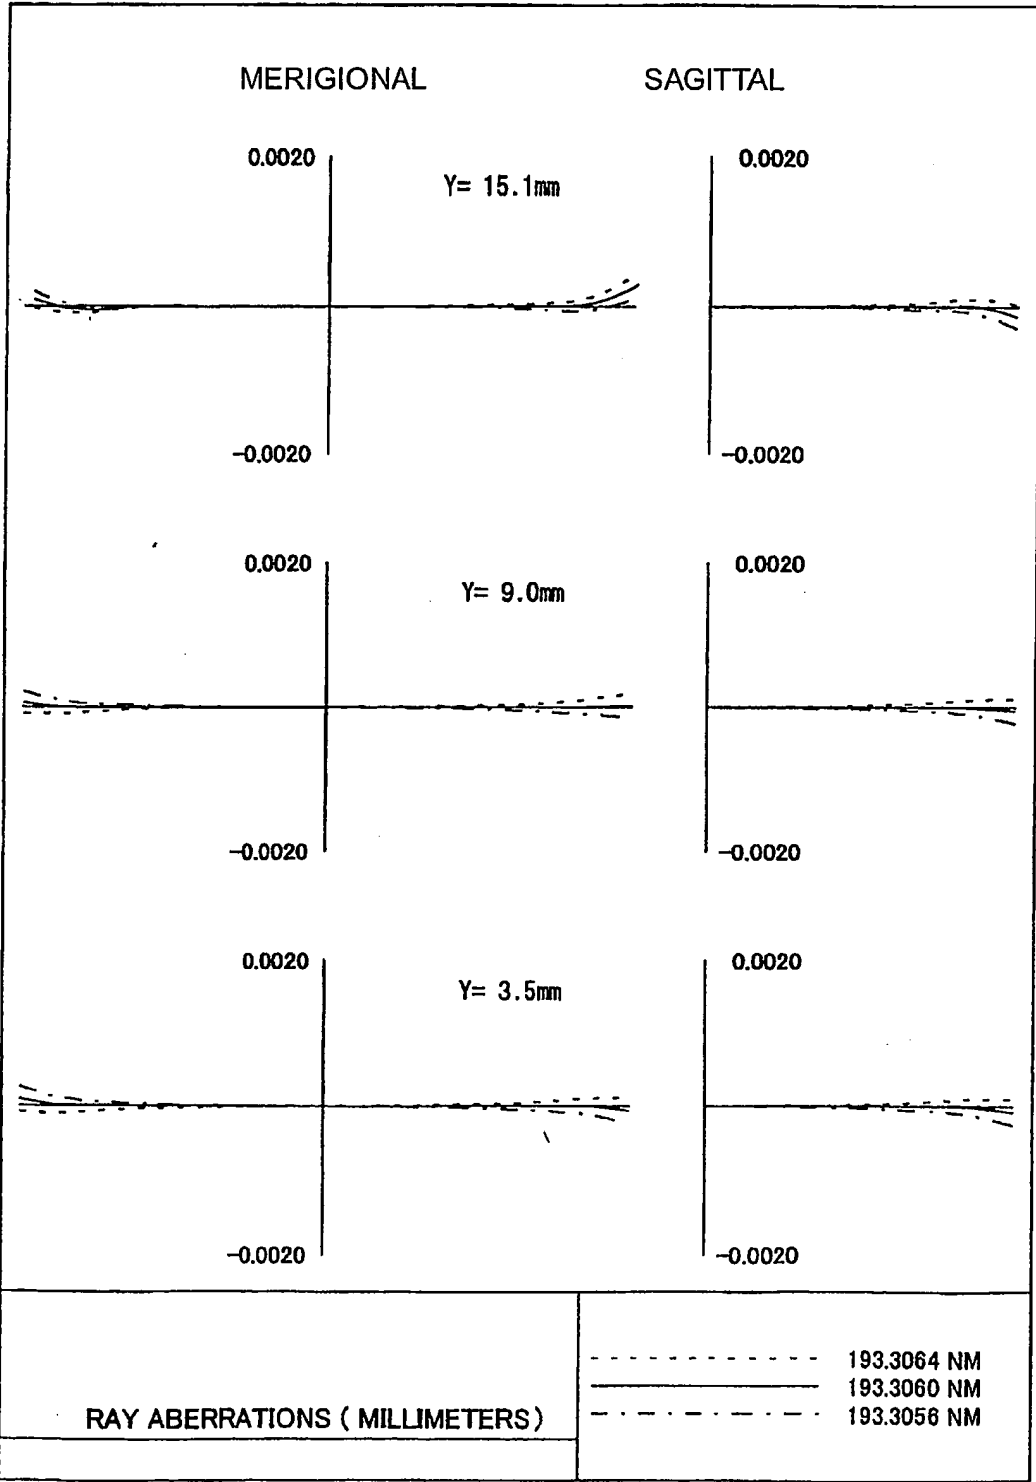 MERIGIONAL SAGITTAL
0.0020 0.0020
Y= 15.1mm
-0.0020 -0.0020
0.0020 0.0020
Y= 9.0mm
-0.0020 -0.0020
0.0020 0.0020
Y= 3.5mm
-0.0020 -0.0020
193.3064 NM
193.3060 NM
193.3056 NM
RAY ABERRATIONS ( MILLIMETERS )